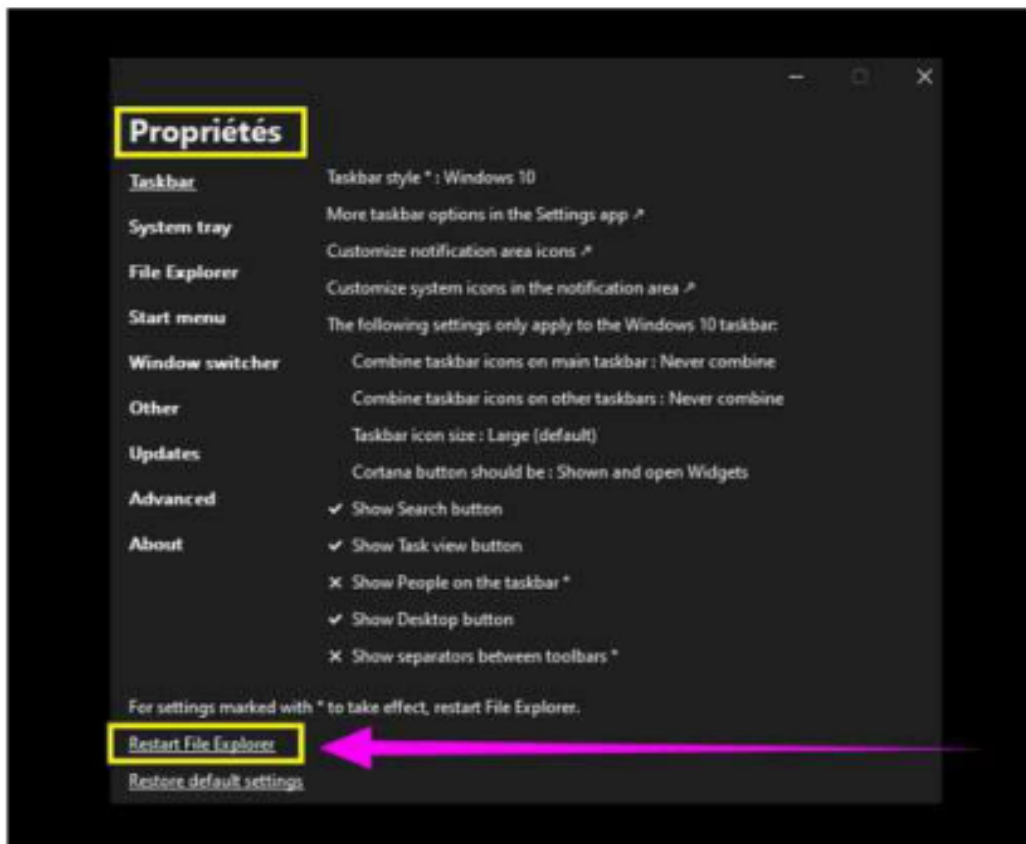 Propriétés
Taskbar
System tray
File Explorer
Start menu
Window switcher
Other
Updates
Advanced
About
Taskbar style * : Windows 10
More taskbar options in the Settings app ↗
Customize notification area icons ↗
Customize system icons in the notification area ↗
The following settings only apply to the Windows 10 taskbar:
Combine taskbar icons on main taskbar : Never combine
Combine taskbar icons on other taskbars : Never combine
Taskbar icon size : Large (default)
Cortana button should be : Shown and open Widgets
✓ Show Search button
✓ Show Task view button
✕ Show People on the taskbar *
✓ Show Desktop button
✕ Show separators between toolbars *
For settings marked with * to take effect, restart File Explorer.
Restart File Explorer
Restore default settings